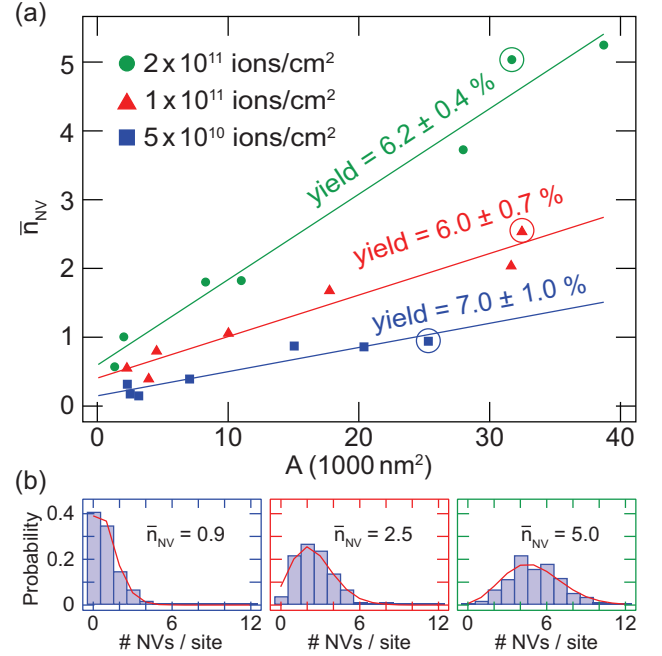 (a)
5
4
3
2
1
0
n̄NV
2 x 10¹¹ ions/cm²
1 x 10¹¹ ions/cm²
5 x 10¹⁰ ions/cm²
yield = 6.2 ± 0.4 %
yield = 6.0 ± 0.7 %
yield = 7.0 ± 1.0 %
0 10 20 30 40
A (1000 nm²)
(b)
Probability
0.4
0.2
0
n̄NV = 0.9
n̄NV = 2.5
n̄NV = 5.0
0 6 12
0 6 12
0 6 12
# NVs / site
# NVs / site
# NVs / site